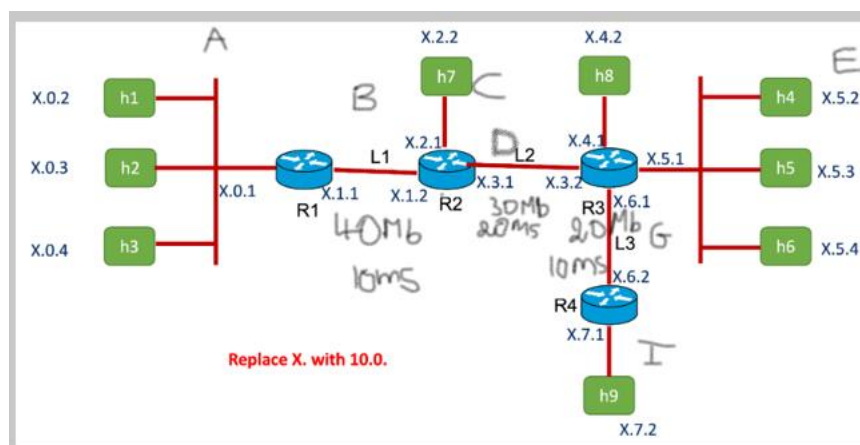 A
X.2.2
X.4.2
E
X.0.2
h1
B
h7
C
h8
h4
X.5.2
X.2.1
D
X.4.1
X.0.3
h2
L1
L2
X.5.1
h5
X.5.3
X.0.1
X.1.1
X.1.2
X.3.1
X.3.2
X.6.1
R1
R2
R3
X.0.4
h3
40Mb
30Mb
20ms
20Mb
L3
G
h6
X.5.4
10ms
10ms
X.6.2
R4
X.7.1
Replace X. with 10.0.
I
h9
X.7.2